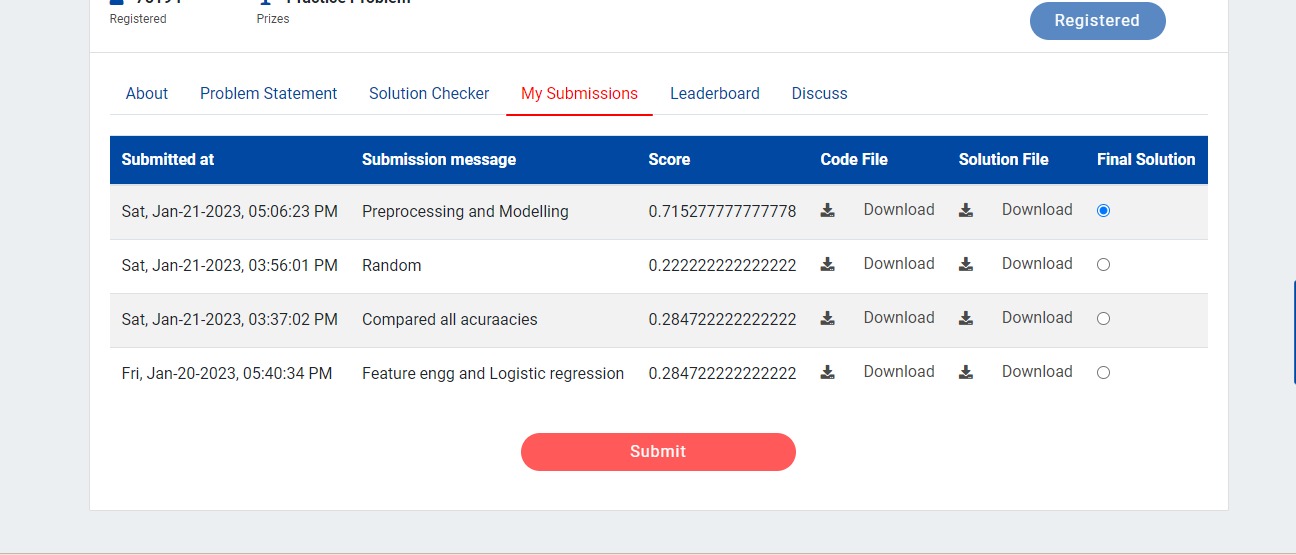 Registered Prizes Registered
About Problem Statement Solution Checker My Submissions Leaderboard Discuss
Submitted at Submission message Score Code File Solution File Final Solution
Sat, Jan-21-2023, 05:06:23 PM Preprocessing and Modelling 0.715277777777778 Download Download
Sat, Jan-21-2023, 03:56:01 PM Random 0.222222222222222 Download Download
Sat, Jan-21-2023, 03:37:02 PM Compared all acuraacies 0.284722222222222 Download Download
Fri, Jan-20-2023, 05:40:34 PM Feature engg and Logistic regression 0.284722222222222 Download Download
Submit